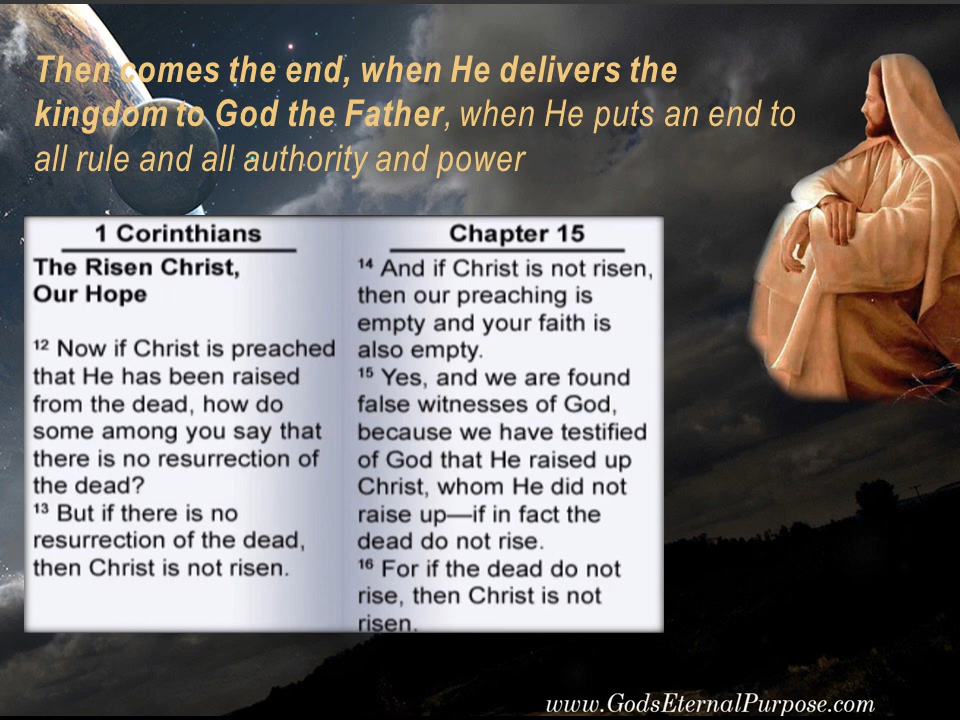 Then comes the end, when He delivers the
kingdom to God the Father, when He puts an end to
all rule and all authority and power
1 Corinthians
The Risen Christ,
Our Hope
¹² Now if Christ is preached
that He has been raised
from the dead, how do
some among you say that
there is no resurrection of
the dead?
¹³ But if there is no
resurrection of the dead,
then Christ is not risen.
Chapter 15
¹⁴ And if Christ is not risen,
then our preaching is
empty and your faith is
also empty.
¹⁵ Yes, and we are found
false witnesses of God,
because we have testified
of God that He raised up
Christ, whom He did not
raise up—if in fact the
dead do not rise.
¹⁶ For if the dead do not
rise, then Christ is not
risen.
www.GodsEternalPurpose.com